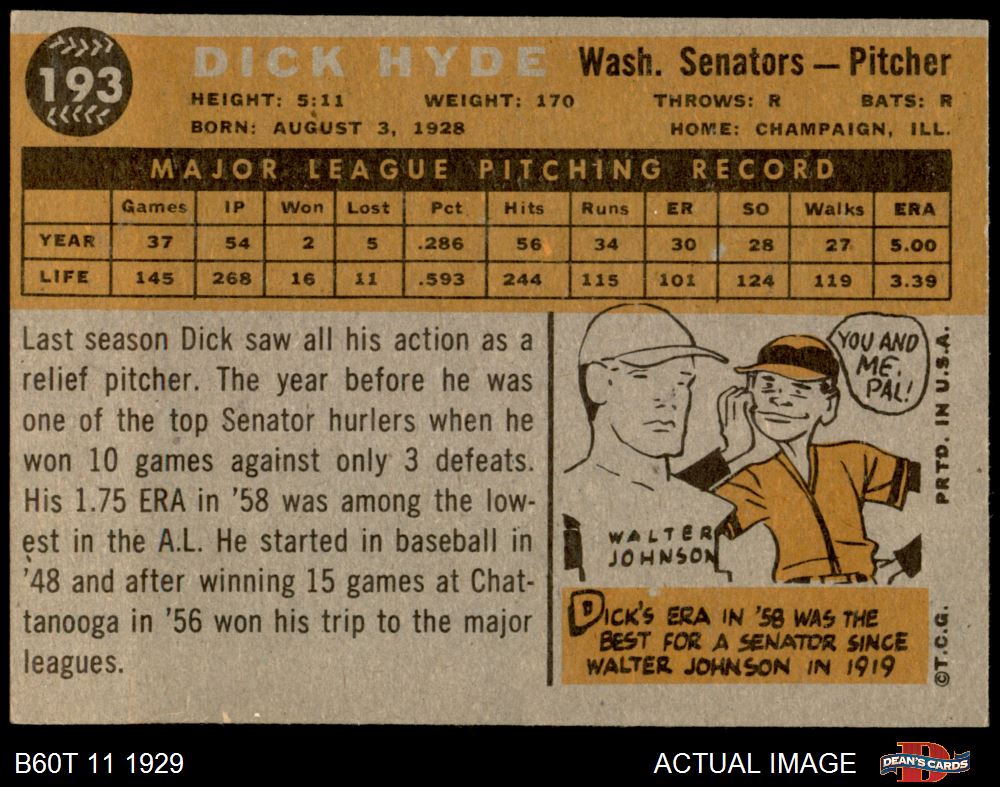 193
DICK HYDE Wash. Senators — Pitcher
HEIGHT: 5:11 WEIGHT: 170 THROWS: R BATS: R
BORN: AUGUST 3, 1928 HOME: CHAMPAIGN, ILL.
MAJOR LEAGUE PITCHING RECORD
Games IP Won Lost Pct Hits Runs ER SO Walks ERA
YEAR 37 54 2 5 .286 56 34 30 28 27 5.00
LIFE 145 268 16 11 .593 244 115 101 124 119 3.39
Last season Dick saw all his action as a
relief pitcher. The year before he was
one of the top Senator hurlers when he
won 10 games against only 3 defeats.
His 1.75 ERA in '58 was among the low-
est in the A.L. He started in baseball in
'48 and after winning 15 games at Chat-
tanooga in '56 won his trip to the major
leagues.
YOU AND
ME,
PAL!
WALTER
JOHNSON
DICK'S ERA IN '58 WAS THE
BEST FOR A SENATOR SINCE
WALTER JOHNSON IN 1919
©T.C.G. PRTD. IN U.S.A.
B60T 11 1929 ACTUAL IMAGE
D
DEAN'S CARDS